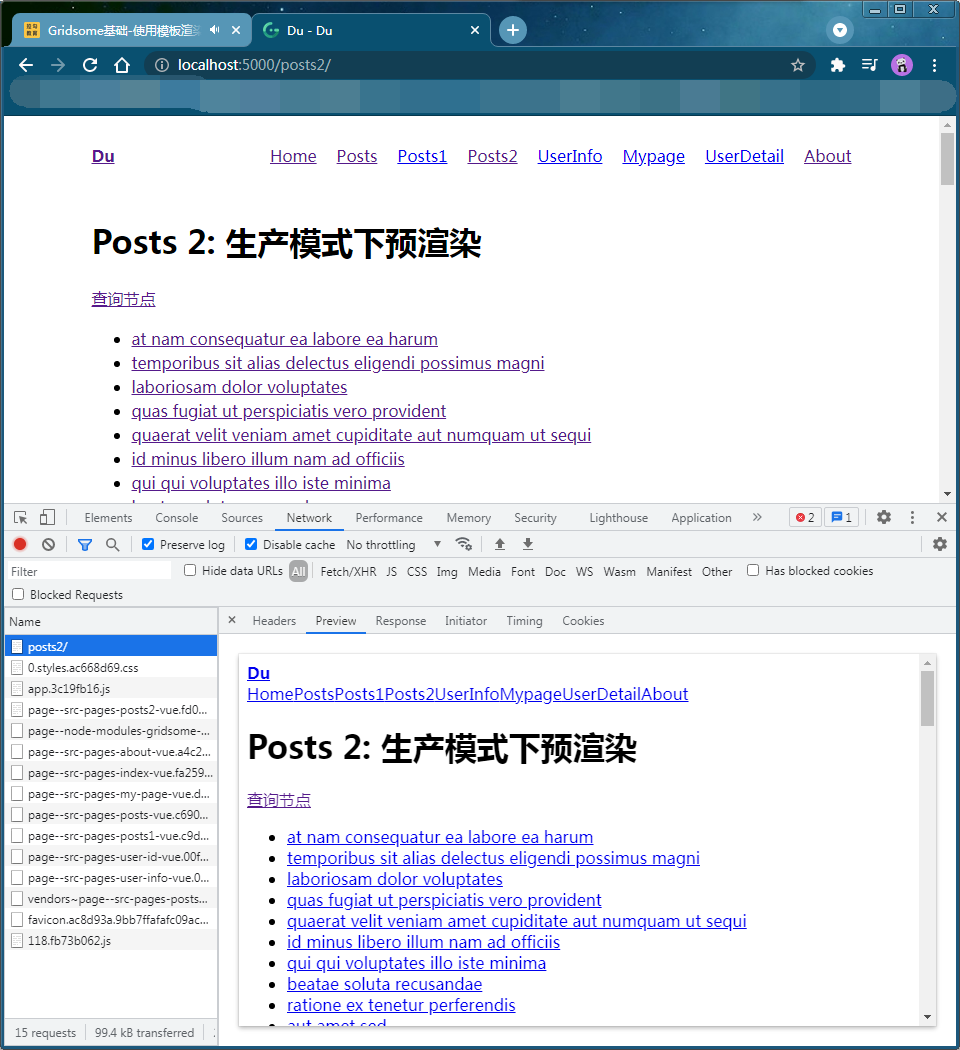 Gridsome基础-使用模板渲染
Du - Du
localhost:5000/posts2/
Du Home Posts Posts1 Posts2 UserInfo Mypage UserDetail About
Posts 2: 生产模式下预渲染
查询节点
at nam consequatur ea labore ea harum
temporibus sit alias delectus eligendi possimus magni
laboriosam dolor voluptates
quas fugiat ut perspiciatis vero provident
quaerat velit veniam amet cupiditate aut numquam ut sequi
id minus libero illum nam ad officiis
qui qui voluptates illo iste minima
Elements Console Sources Network Performance Memory Security Lighthouse Application » 2 1
Preserve log Disable cache No throttling
Filter Hide data URLs All Fetch/XHR JS CSS Img Media Font Doc WS Wasm Manifest Other Has blocked cookies
Blocked Requests
Name
posts2/
0.styles.ac668d69.css
app.3c19fb16.js
page--src-pages-posts2-vue.fd0...
page--node-modules-gridsome-...
page--src-pages-about-vue.a4c2...
page--src-pages-index-vue.fa259...
page--src-pages-my-page-vue.d...
page--src-pages-posts-vue.c690...
page--src-pages-posts1-vue.c9d...
page--src-pages-user-id-vue.00f...
page--src-pages-user-info-vue.0...
vendors~page--src-pages-posts...
favicon.ac8d93a.9bb7ffafafc09ac...
118.fb73b062.js
15 requests 99.4 kB transferred
Headers Preview Response Initiator Timing Cookies
Du
HomePostsPosts1Posts2UserInfoMypageUserDetailAbout
Posts 2: 生产模式下预渲染
查询节点
at nam consequatur ea labore ea harum
temporibus sit alias delectus eligendi possimus magni
laboriosam dolor voluptates
quas fugiat ut perspiciatis vero provident
quaerat velit veniam amet cupiditate aut numquam ut sequi
id minus libero illum nam ad officiis
qui qui voluptates illo iste minima
beatae soluta recusandae
ratione ex tenetur perferendis
aut amet sed